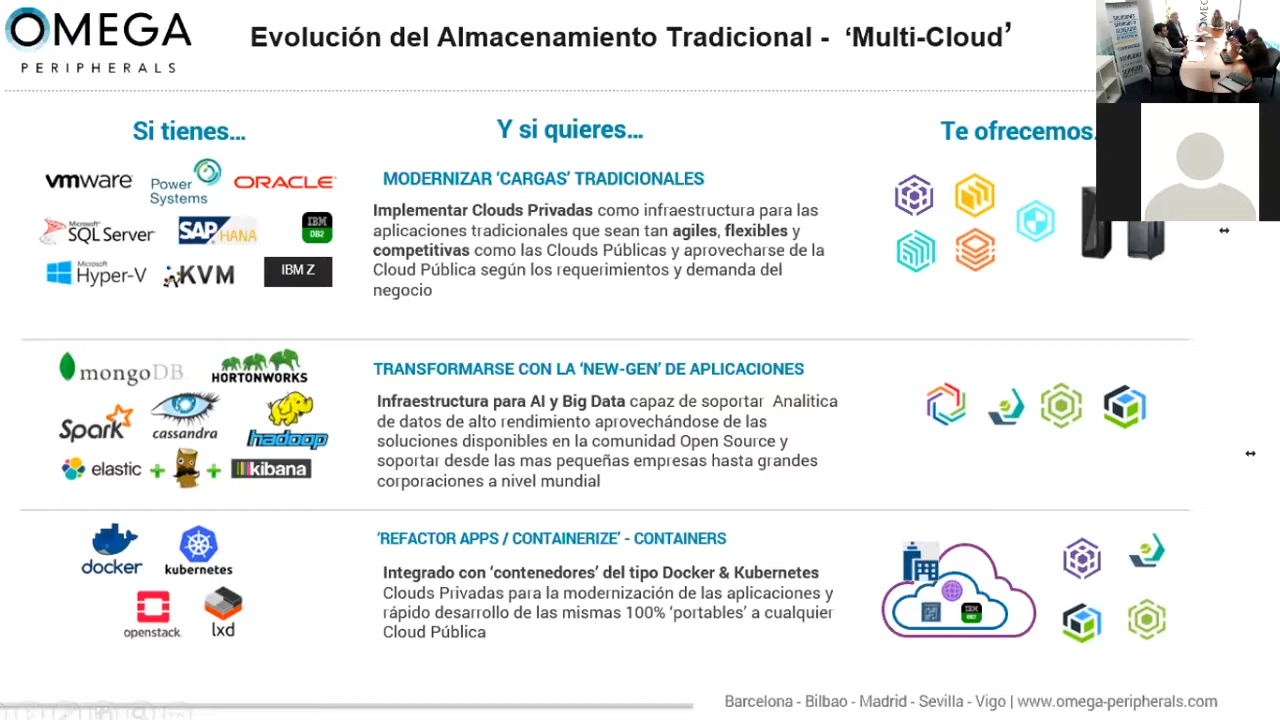 OMEGA
PERIPHERALS
Evolución del Almacenamiento Tradicional - ‘Multi-Cloud’
Si tienes…
Y si quieres…
Te ofrecemos
vmware
Power
Systems
ORACLE
Microsoft
SQL Server
SAP HANA
IBM
DB2
Microsoft
Hyper-V
KVM
IBM Z
MODERNIZAR ‘CARGAS’ TRADICIONALES
Implementar Clouds Privadas como infraestructura para las
aplicaciones tradicionales que sean tan agiles, flexibles y
competitivas como las Clouds Públicas y aprovecharse de la
Cloud Pública según los requerimientos y demanda del
negocio
mongoDB
HORTONWORKS
Spark
cassandra
hadoop
elastic + + kibana
TRANSFORMARSE CON LA ‘NEW-GEN’ DE APLICACIONES
Infraestructura para AI y Big Data capaz de soportar Analitica
de datos de alto rendimiento aprovechándose de las
soluciones disponibles en la comunidad Open Source y
soportar desde las mas pequeñas empresas hasta grandes
corporaciones a nivel mundial
docker
kubernetes
openstack.
lxd
‘REFACTOR APPS / CONTAINERIZE’ - CONTAINERS
Integrado con ‘contenedores’ del tipo Docker & Kubernetes
Clouds Privadas para la modernización de las aplicaciones y
rápido desarrollo de las mismas 100% ‘portables’ a cualquier
Cloud Pública
IBM
DB2
Barcelona - Bilbao - Madrid - Sevilla - Vigo | www.omega-peripherals.com